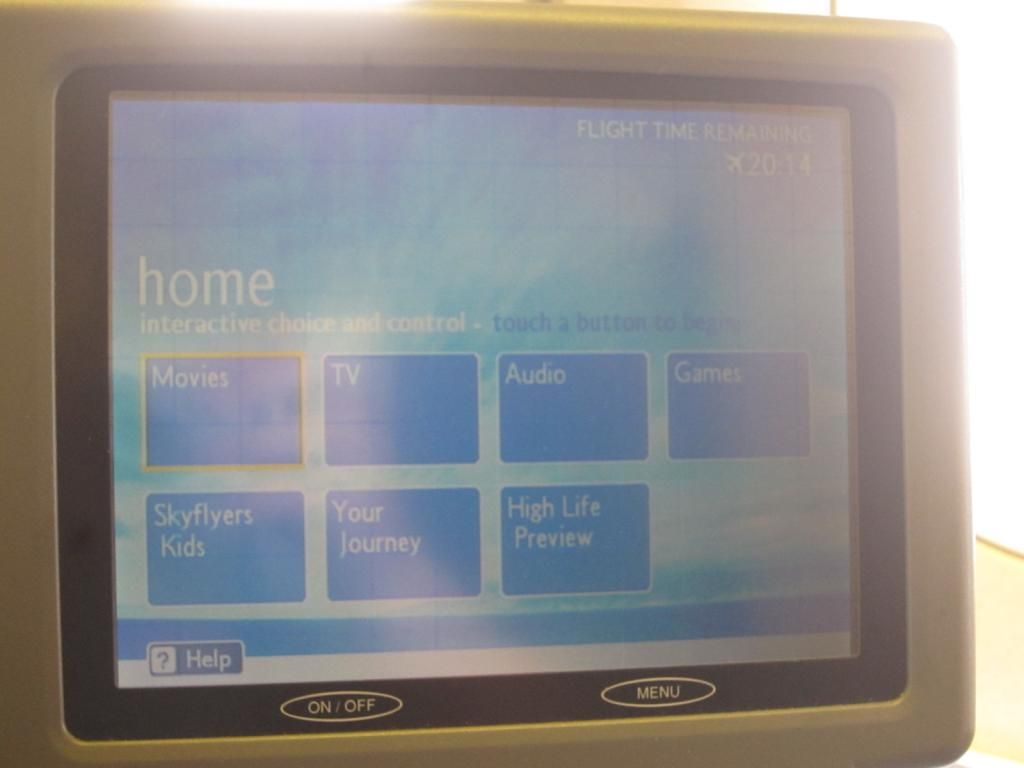 FLIGHT TIME REMAINING
20:14
home
interactive choice and control - touch a button to begin
Movies
TV
Audio
Games
Skyflyers
Kids
Your
Journey
High Life
Preview
? Help
ON / OFF
MENU